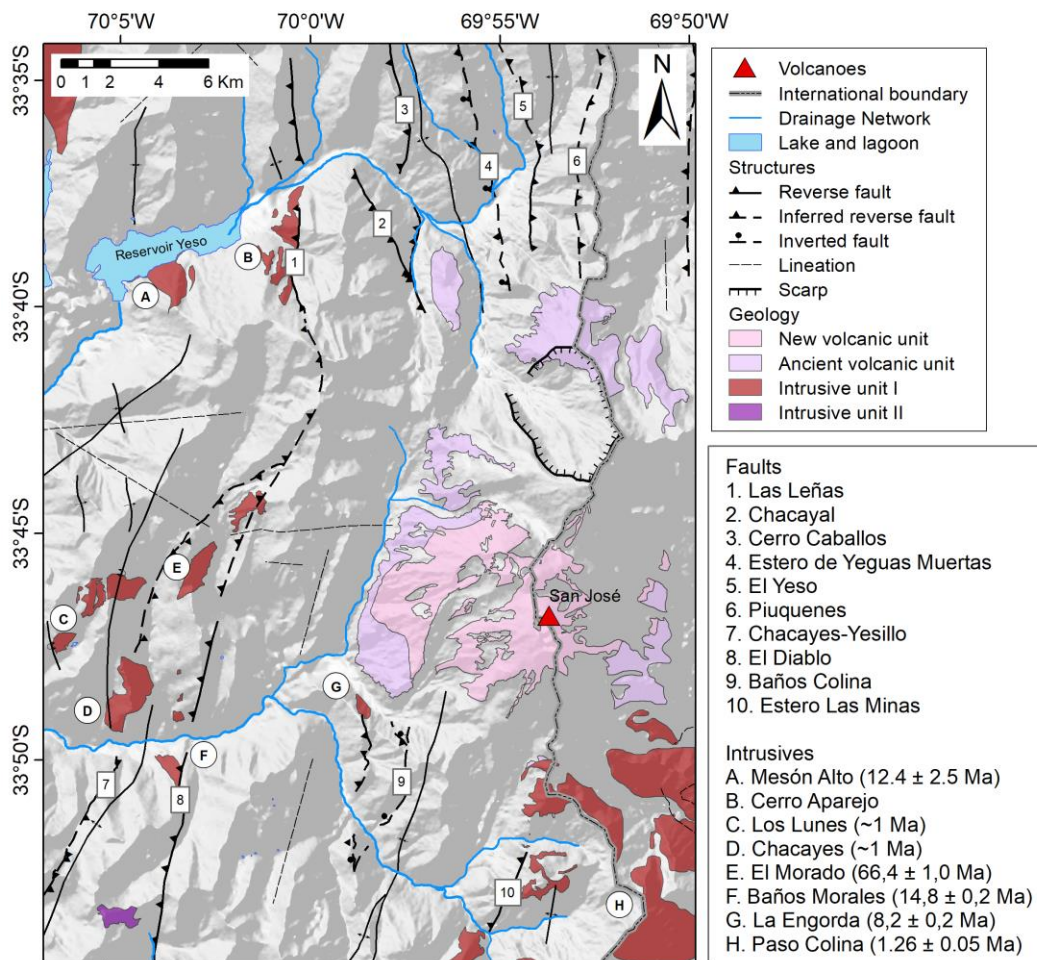 70°5'W 70°0'W 69°55'W 69°50'W
33°35'S
33°40'S
33°45'S
33°50'S
0 1 2 4 6 Km
N
3
5
4
6
2
1
B
A
Reservoir Yeso
E
C
D
G
F
7
8
9
10
H
San José
Volcanoes
International boundary
Drainage Network
Lake and lagoon
Structures
Reverse fault
Inferred reverse fault
Inverted fault
Lineation
Scarp
Geology
New volcanic unit
Ancient volcanic unit
Intrusive unit I
Intrusive unit II
Faults
1. Las Leñas
2. Chacayal
3. Cerro Caballos
4. Estero de Yeguas Muertas
5. El Yeso
6. Piuquenes
7. Chacayes-Yesillo
8. El Diablo
9. Baños Colina
10. Estero Las Minas
Intrusives
A. Mesón Alto (12.4 ± 2.5 Ma)
B. Cerro Aparejo
C. Los Lunes (~1 Ma)
D. Chacayes (~1 Ma)
E. El Morado (66,4 ± 1,0 Ma)
F. Baños Morales (14,8 ± 0,2 Ma)
G. La Engorda (8,2 ± 0,2 Ma)
H. Paso Colina (1.26 ± 0.05 Ma)